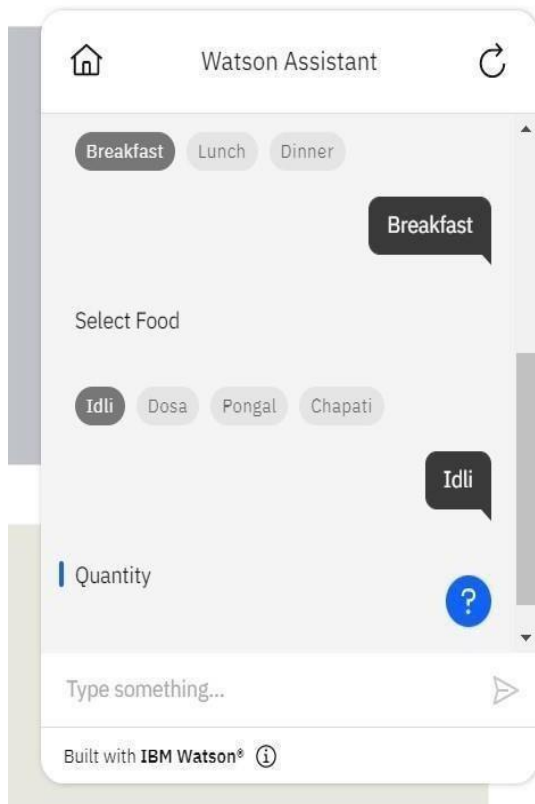 Watson Assistant
Breakfast Lunch Dinner
Breakfast
Select Food
Idli Dosa Pongal Chapati
Idli
Quantity
?
Type something...
Built with IBM Watson®